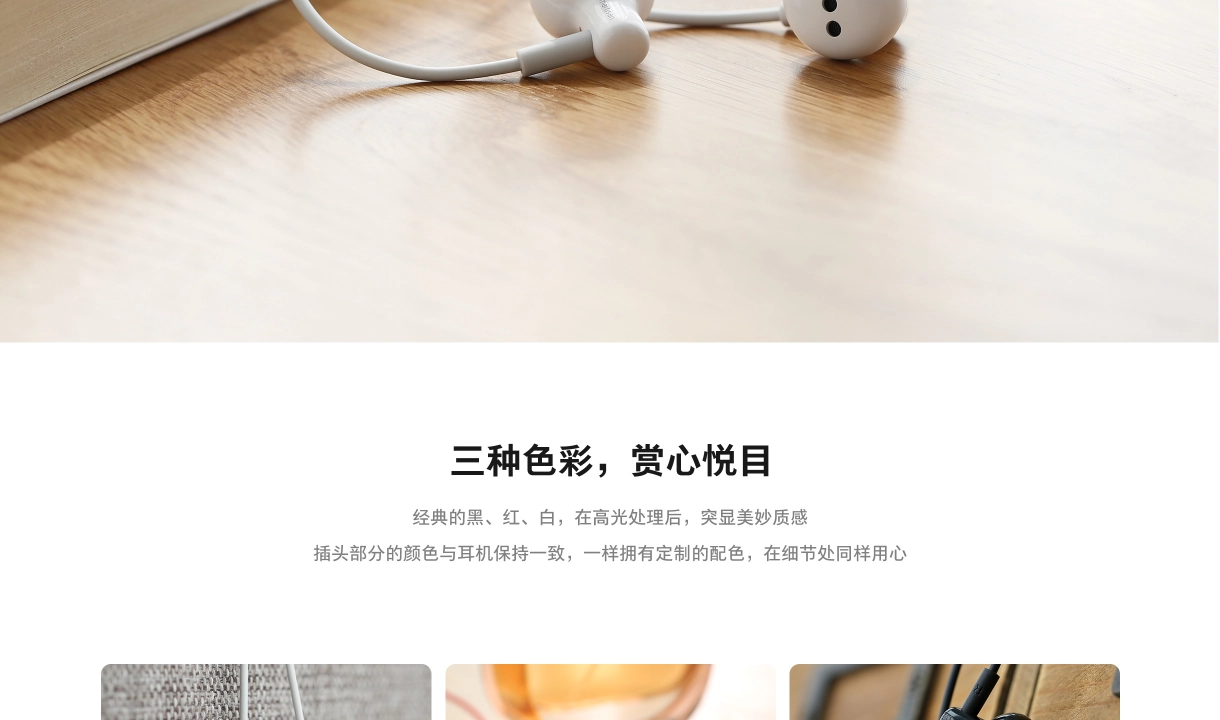 三种色彩，赏心悦目
经典的黑、红、白，在高光处理后，突显美妙质感
插头部分的颜色与耳机保持一致，一样拥有定制的配色，在细节处同样用心